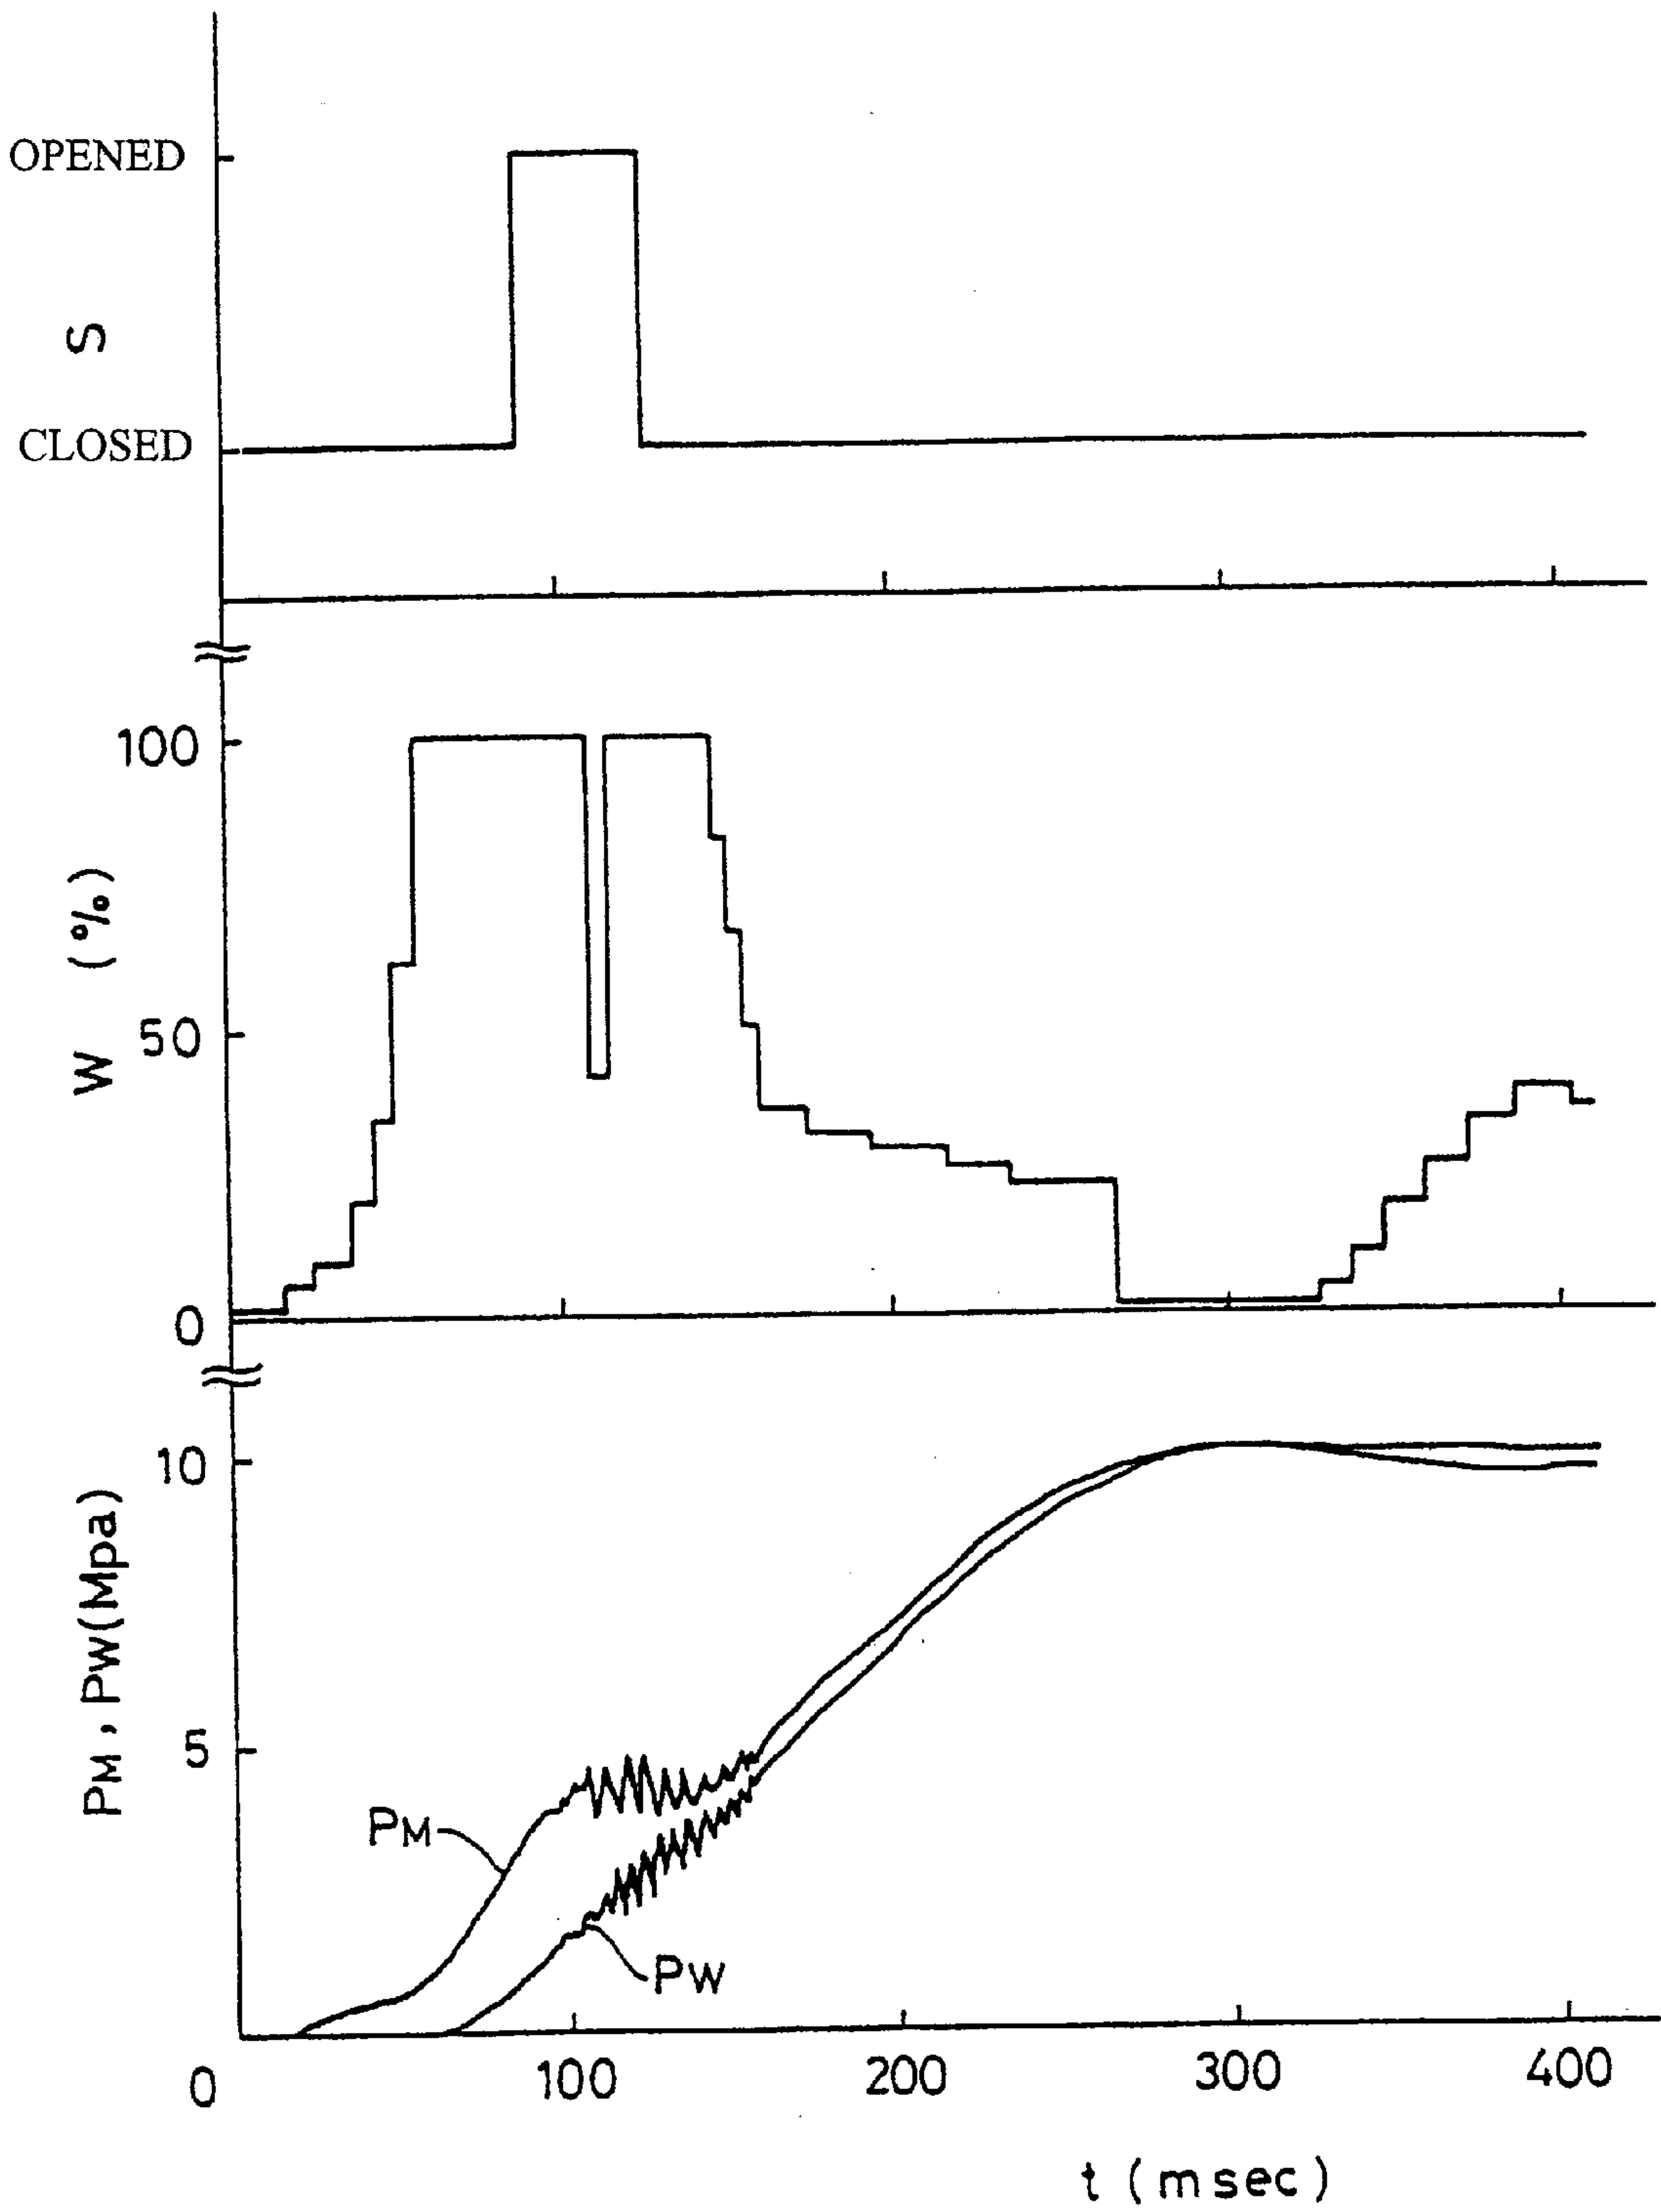 OPENED
S
CLOSED
100
W (%)
50
0
10
PM, PW(Mpa)
5
PM
PW
0 100 200 300 400
t (msec)